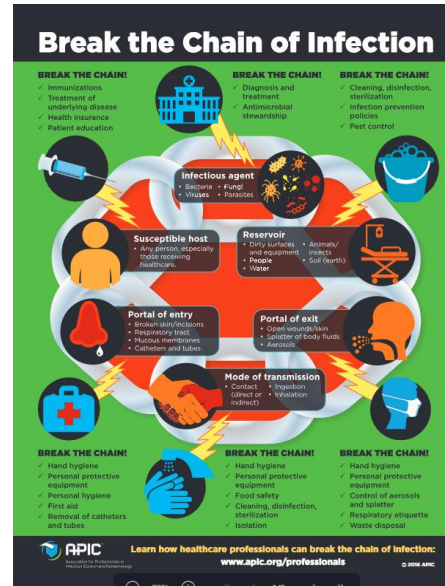 Break the Chain of Infection
BREAK THE CHAIN!
✓ Immunizations
✓ Treatment of
underlying disease
✓ Health insurance
✓ Patient education
BREAK THE CHAIN!
✓ Diagnosis and
treatment
✓ Antimicrobial
stewardship
BREAK THE CHAIN!
✓ Cleaning, disinfection,
sterilization
✓ Infection prevention
policies
✓ Pest control
Infectious agent
• Bacteria • Fungi
• Viruses • Parasites
Susceptible host
• Any person, especially
those receiving
healthcare.
Reservoir
• Dirty surfaces
and equipment
• People
• Water
• Animals/
insects
• Soil (earth)
Portal of entry
• Broken skin/incisions
• Respiratory tract
• Mucous membranes
• Catheters and tubes
Portal of exit
• Open wounds/skin
• Splatter of body fluids
• Aerosols
Mode of transmission
• Contact
(direct or
indirect)
• Ingestion
• Inhalation
BREAK THE CHAIN!
✓ Hand hygiene
✓ Personal protective
equipment
✓ Personal hygiene
✓ First aid
✓ Removal of catheters
and tubes
BREAK THE CHAIN!
✓ Hand hygiene
✓ Personal protective
equipment
✓ Food safety
✓ Cleaning, disinfection,
sterilization
✓ Isolation
BREAK THE CHAIN!
✓ Hand hygiene
✓ Personal protective
equipment
✓ Control of aerosols
and splatter
✓ Respiratory etiquette
✓ Waste disposal
APIC
Association for Professionals in
Infection Control and Epidemiology
Learn how healthcare professionals can break the chain of infection:
www.apic.org/professionals
© 2016 APIC